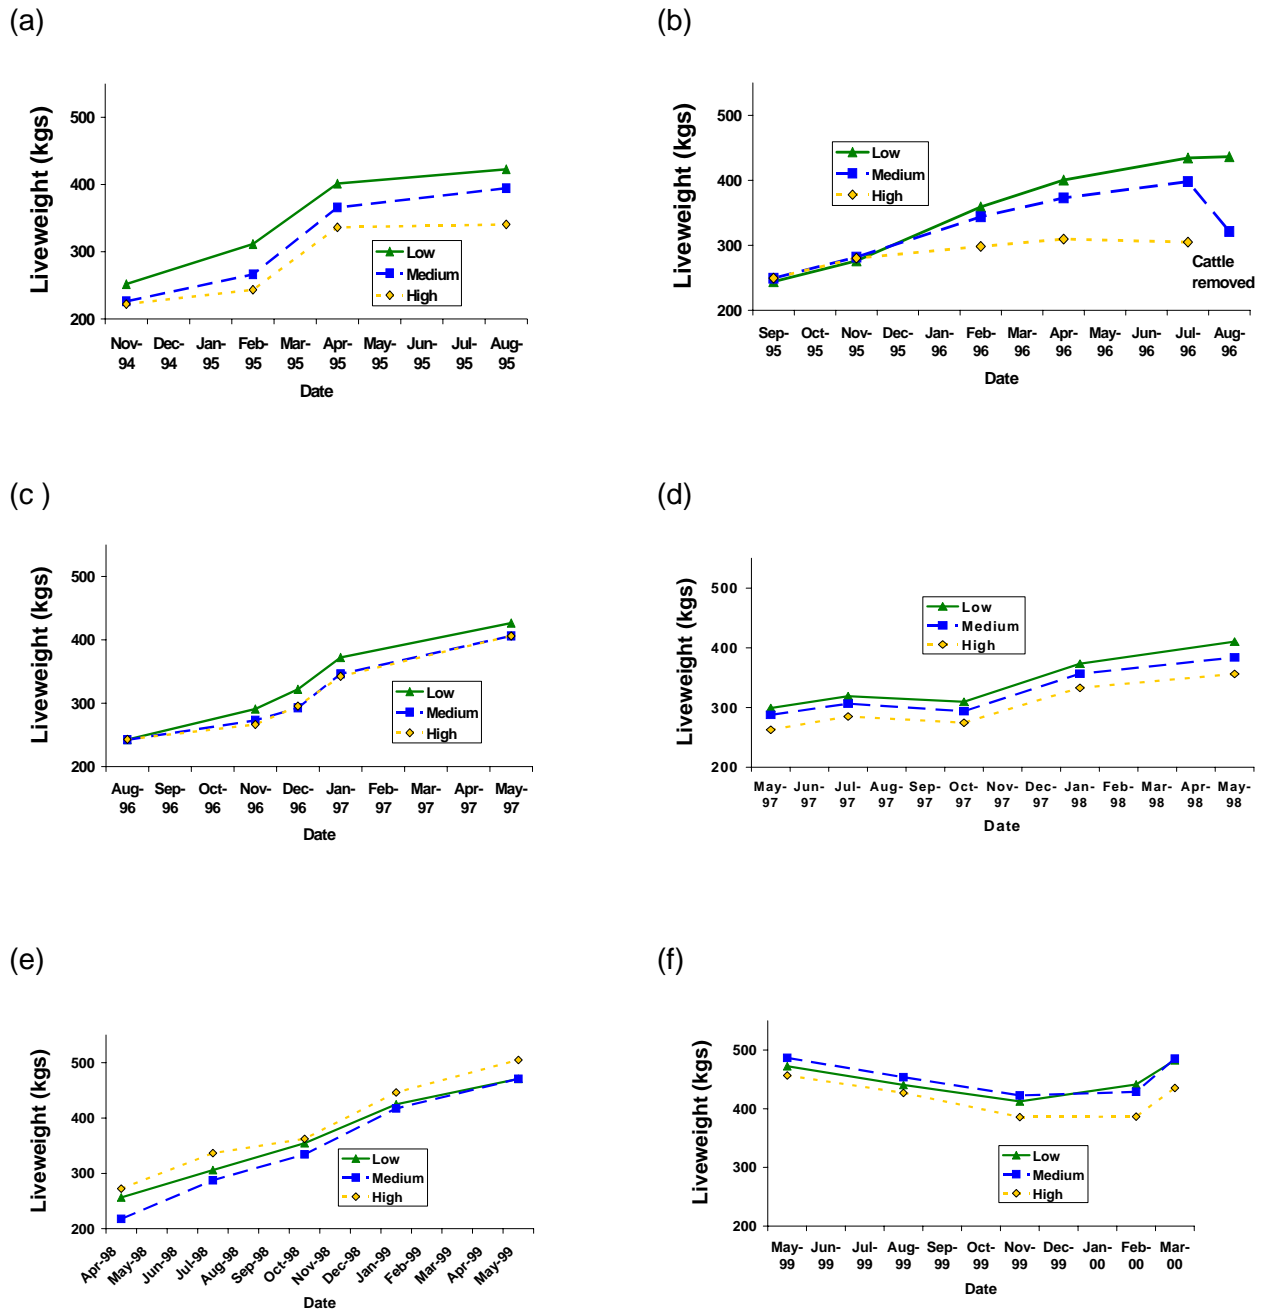 (a)
Liveweight (kgs)
500
400
300
200
Low
Medium
High
Nov-94 Dec-94 Jan-95 Feb-95 Mar-95 Apr-95 May-95 Jun-95 Jul-95 Aug-95
Date
(b)
Liveweight (kgs)
500
400
300
200
Low
Medium
High
Cattle
removed
Sep-95 Oct-95 Nov-95 Dec-95 Jan-96 Feb-96 Mar-96 Apr-96 May-96 Jun-96 Jul-96 Aug-96
Date
(c )
Liveweight (kgs)
500
400
300
200
Low
Medium
High
Aug-96 Sep-96 Oct-96 Nov-96 Dec-96 Jan-97 Feb-97 Mar-97 Apr-97 May-97
Date
(d)
Liveweight (kgs)
500
400
300
200
Low
Medium
High
May-97 Jun-97 Jul-97 Aug-97 Sep-97 Oct-97 Nov-97 Dec-97 Jan-98 Feb-98 Mar-98 Apr-98 May-98
Date
(e)
Liveweight (kgs)
500
400
300
200
Low
Medium
High
Apr-98 May-98 Jun-98 Jul-98 Aug-98 Sep-98 Oct-98 Nov-98 Dec-98 Jan-99 Feb-99 Mar-99 Apr-99 May-99
Date
(f)
Liveweight (kgs)
500
400
300
200
Low
Medium
High
May-99 Jun-99 Jul-99 Aug-99 Sep-99 Oct-99 Nov-99 Dec-99 Jan-00 Feb-00 Mar-00
Date